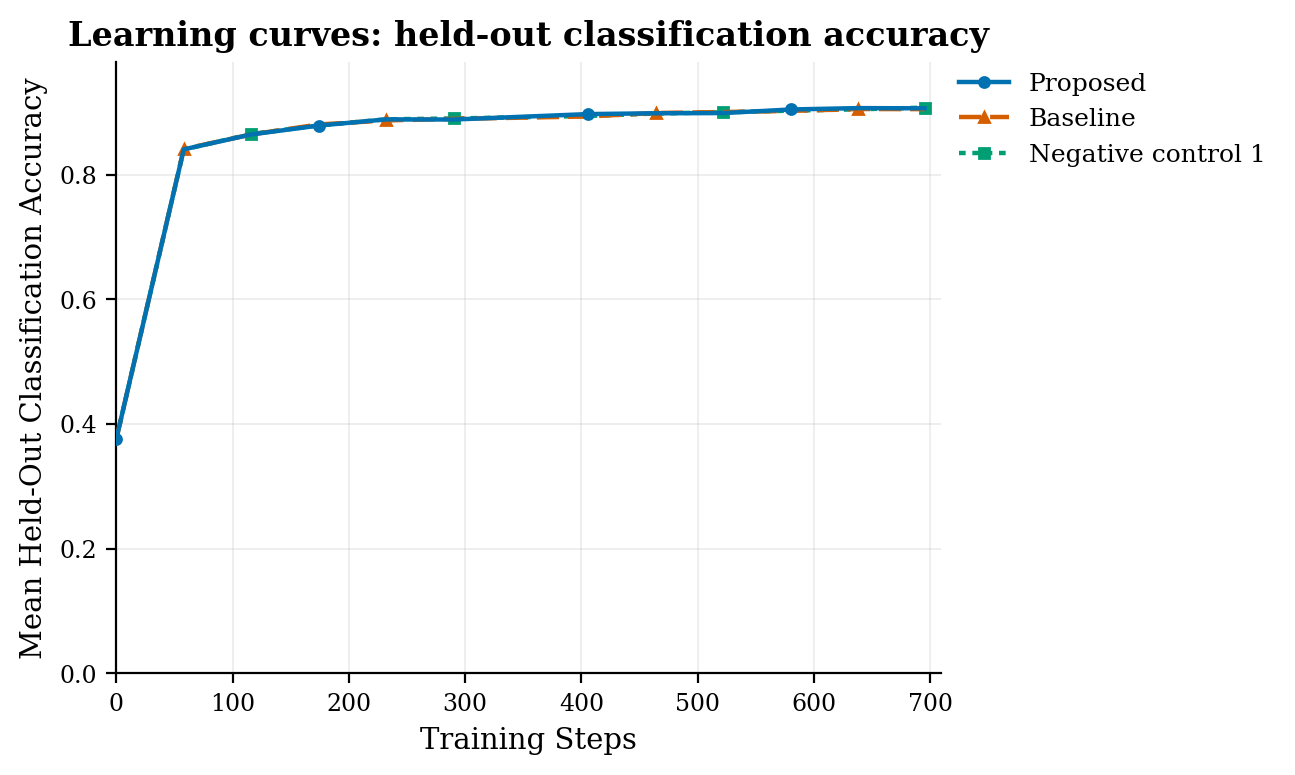 Learning curves: held-out classification accuracy
Proposed
Baseline
Negative control 1
Mean Held-Out Classification Accuracy
0.8
0.6
0.4
0.2
0.0
0 100 200 300 400 500 600 700
Training Steps